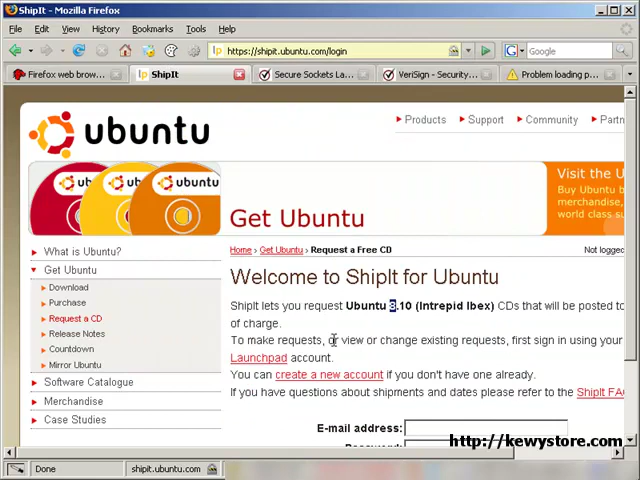 ShipIt - Mozilla Firefox
File Edit View History Bookmarks Tools Help
https://shipit.ubuntu.com/login
Google
Firefox web brow...
ShipIt
Secure Sockets La...
VeriSign - Security...
Problem loading p...
ubuntu
Products Support Community Partn
ubuntu ubuntu ubuntu
Get Ubuntu
Visit the U
Buy Ubuntu b
merchandise,
world class su
What is Ubuntu?
Get Ubuntu
Download
Purchase
Request a CD
Release Notes
Countdown
Mirror Ubuntu
Software Catalogue
Merchandise
Case Studies
Home › Get Ubuntu › Request a Free CD
Not logged
Welcome to ShipIt for Ubuntu
ShipIt lets you request Ubuntu 8.10 (Intrepid Ibex) CDs that will be posted to
of charge.
To make requests, or view or change existing requests, first sign in using your
Launchpad account.
You can create a new account if you don't have one already.
If you have questions about shipments and dates please refer to the ShipIt FAQ
E-mail address:
http://kewystore.com
Done
shipit.ubuntu.com